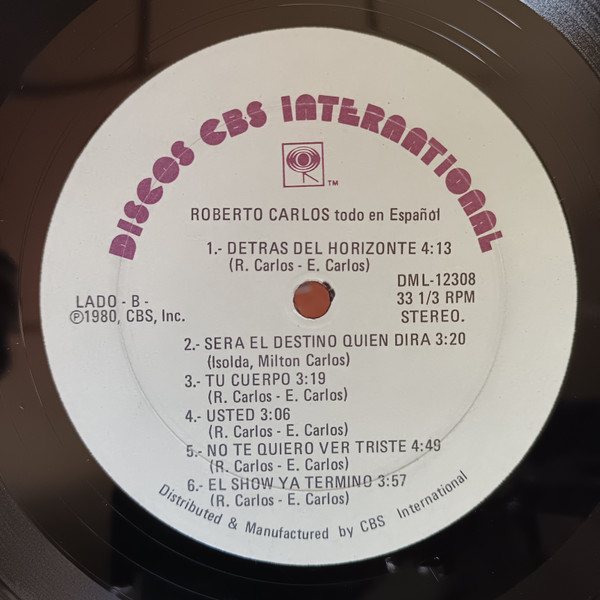 DISCOS CBS INTERNATIONAL
TM
ROBERTO CARLOS todo en Español
1.- DETRAS DEL HORIZONTE 4:13
(R. Carlos - E. Carlos)
DML-12308
LADO - B -
33 1/3 RPM
℗1980, CBS, Inc.
STEREO.
2.- SERA EL DESTINO QUIEN DIRA 3:20
(Isolda, Milton Carlos)
3.- TU CUERPO 3:19
(R. Carlos - E. Carlos)
4.- USTED 3:06
(R. Carlos - E. Carlos)
5.- NO TE QUIERO VER TRISTE 4:49
(R. Carlos - E. Carlos)
6.- EL SHOW YA TERMINO 3:57
(R. Carlos - E. Carlos)
Distributed & Manufactured by CBS International